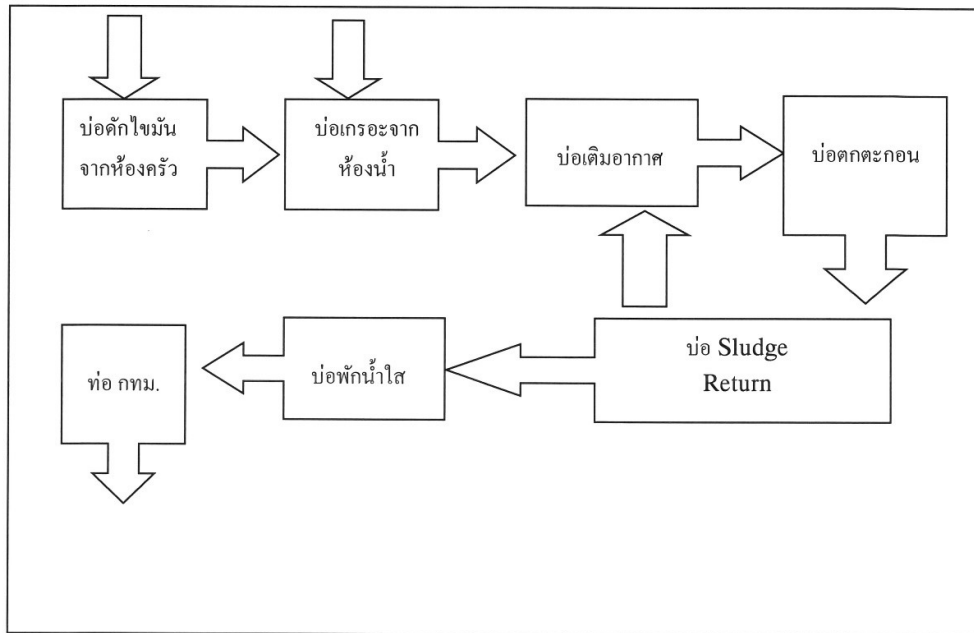 บ่อดักไขมัน
จากห้องครัว
บ่อเกรอะจาก
ห้องน้ำ
บ่อเติมอากาศ
บ่อตกตะกอน
ท่อ กทม.
บ่อพักน้ำใส
บ่อ Sludge
Return